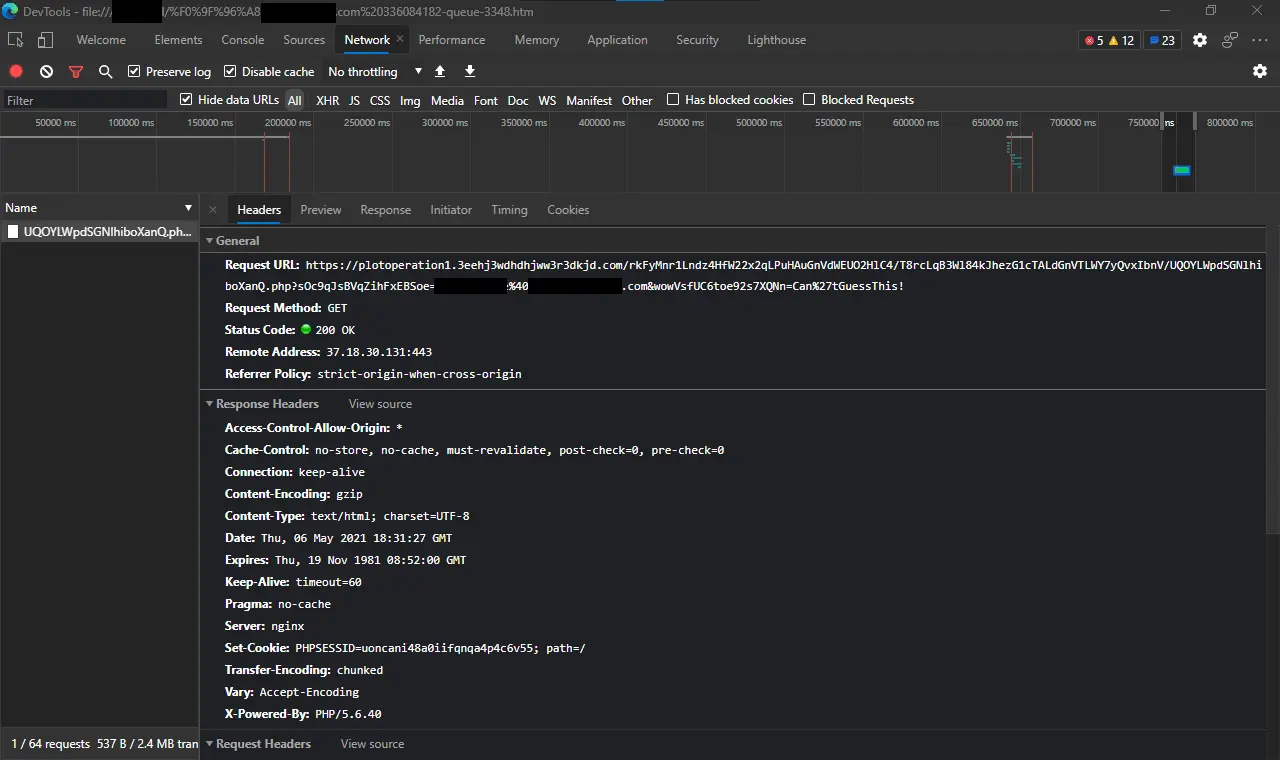 DevTools - file:///    /%F0%9F%96%A8    .com%20336084182-queue-3348.htm
Welcome Elements Console Sources Network Performance Memory Application Security Lighthouse 5 12 23
Preserve log Disable cache No throttling
Filter Hide data URLs All XHR JS CSS Img Media Font Doc WS Manifest Other Has blocked cookies Blocked Requests
50000 ms 100000 ms 150000 ms 200000 ms 250000 ms 300000 ms 350000 ms 400000 ms 450000 ms 500000 ms 550000 ms 600000 ms 650000 ms 700000 ms 750000 ms 800000 ms
Name Headers Preview Response Initiator Timing Cookies
UQOYLWpdSGNlhiboXanQ.ph...
General
Request URL: https://plotoperation1.3eehj3wdhdhjww3r3dkjd.com/rkFyMnr1Lndz4HfW22x2qLPuHAuGnVdWEUO2HlC4/T8rcLqB3Wl84kJhezG1cTALdGnVTLWY7yQvxIbnV/UQOYLWpdSGNlhi
boXanQ.php?sOc9qJsBVqZihFxEBSoe=    %40    .com&wowVsfUC6toe92s7XQNn=Can%27tGuessThis!
Request Method: GET
Status Code: 200 OK
Remote Address: 37.18.30.131:443
Referrer Policy: strict-origin-when-cross-origin
Response Headers View source
Access-Control-Allow-Origin: *
Cache-Control: no-store, no-cache, must-revalidate, post-check=0, pre-check=0
Connection: keep-alive
Content-Encoding: gzip
Content-Type: text/html; charset=UTF-8
Date: Thu, 06 May 2021 18:31:27 GMT
Expires: Thu, 19 Nov 1981 08:52:00 GMT
Keep-Alive: timeout=60
Pragma: no-cache
Server: nginx
Set-Cookie: PHPSESSID=uoncani48a0iifqnqa4p4c6v55; path=/
Transfer-Encoding: chunked
Vary: Accept-Encoding
X-Powered-By: PHP/5.6.40
1 / 64 requests 537 B / 2.4 MB tran Request Headers View source